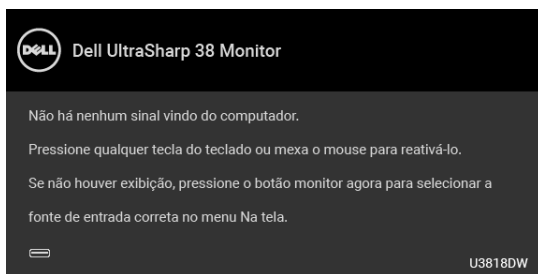 DELL Dell UltraSharp 38 Monitor
Não há nenhum sinal vindo do computador.
Pressione qualquer tecla do teclado ou mexa o mouse para reativá-lo.
Se não houver exibição, pressione o botão monitor agora para selecionar a
fonte de entrada correta no menu Na tela.
U3818DW